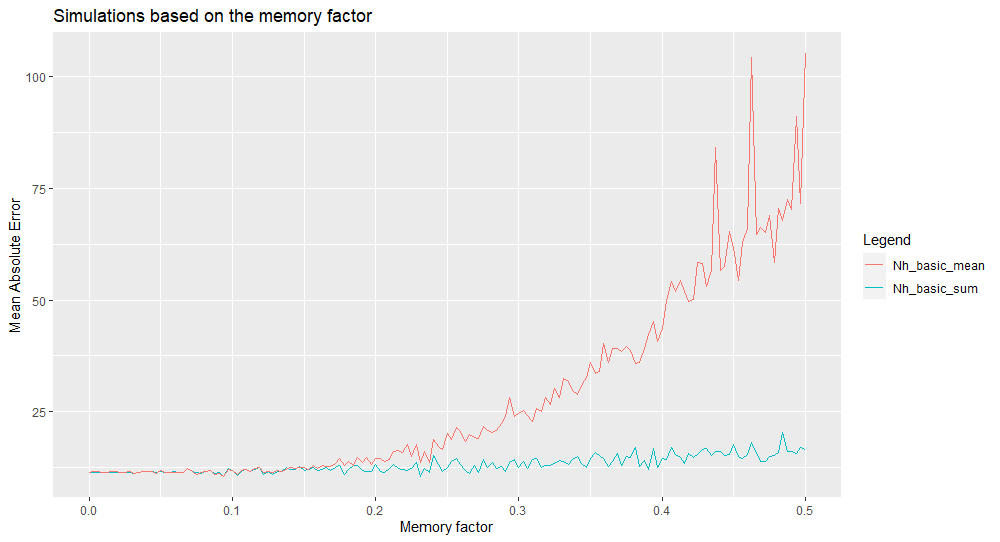 Simulations based on the memory factor
Mean Absolute Error
100
75
50
25
0.0 0.1 0.2 0.3 0.4 0.5
Memory factor
Legend
Nh_basic_mean
Nh_basic_sum